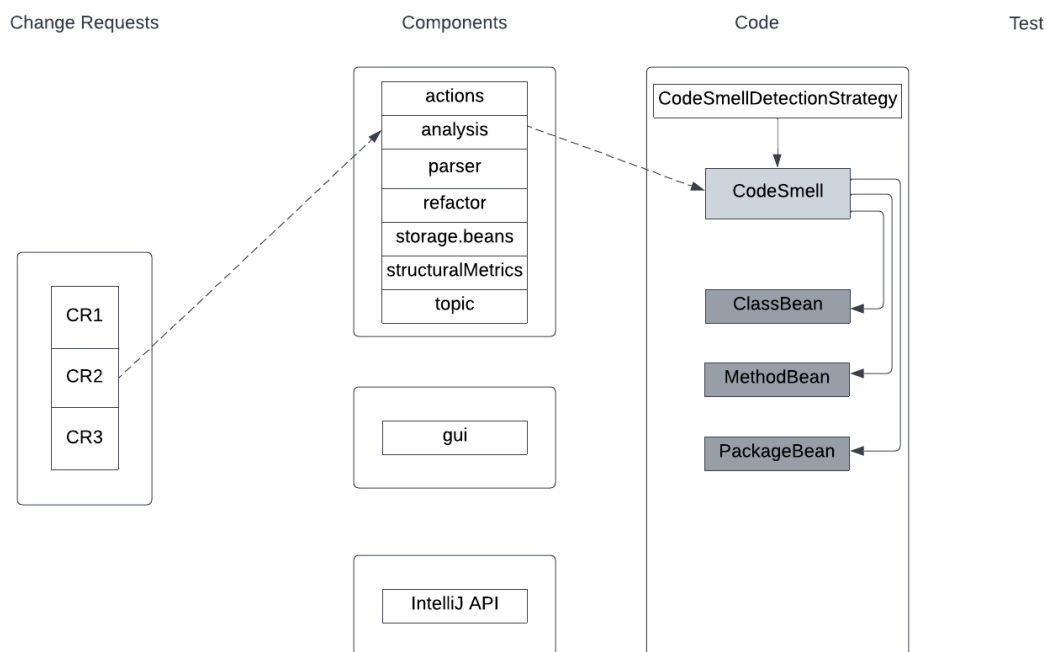 Change Requests
Components
Code
Test
actions
analysis
parser
refactor
storage.beans
structuralMetrics
topic
CodeSmellDetectionStrategy
CodeSmell
CR1
CR2
CR3
ClassBean
MethodBean
PackageBean
gui
IntelliJ API